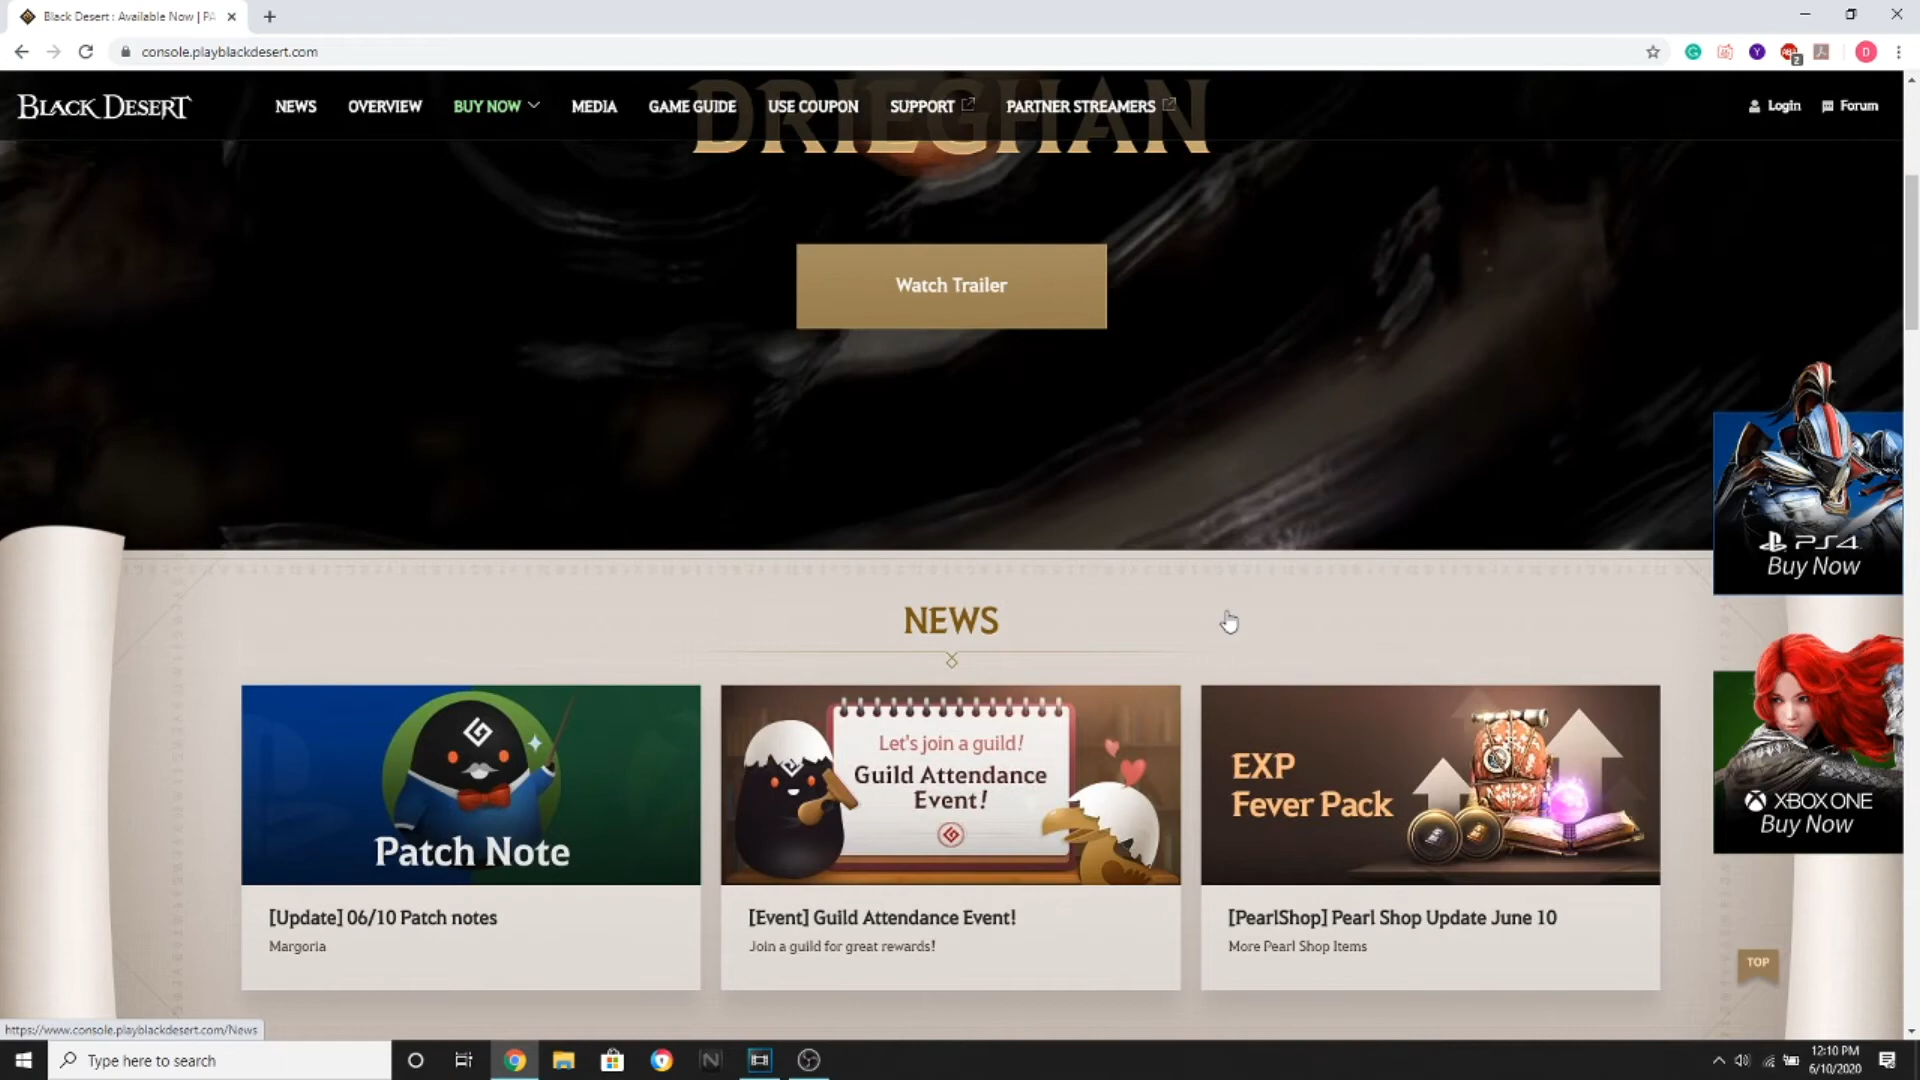 Black Desert : Available Now | PA
console.playblackdesert.com
2
D
BLACK DESERT
NEWS
OVERVIEW
BUY NOW
MEDIA
GAME GUIDE
USE COUPON
SUPPORT
PARTNER STREAMERS
Login
Forum
DRIEGHAN
Watch Trailer
PS4
Buy Now
NEWS
XBOX ONE
Buy Now
Patch Note
Let's join a guild!
Guild Attendance
Event!
EXP
Fever Pack
[Update] 06/10 Patch notes
Margoria
[Event] Guild Attendance Event!
Join a guild for great rewards!
[PearlShop] Pearl Shop Update June 10
More Pearl Shop Items
TOP
https://www.console.playblackdesert.com/News
Type here to search
12:10 PM
6/10/2020